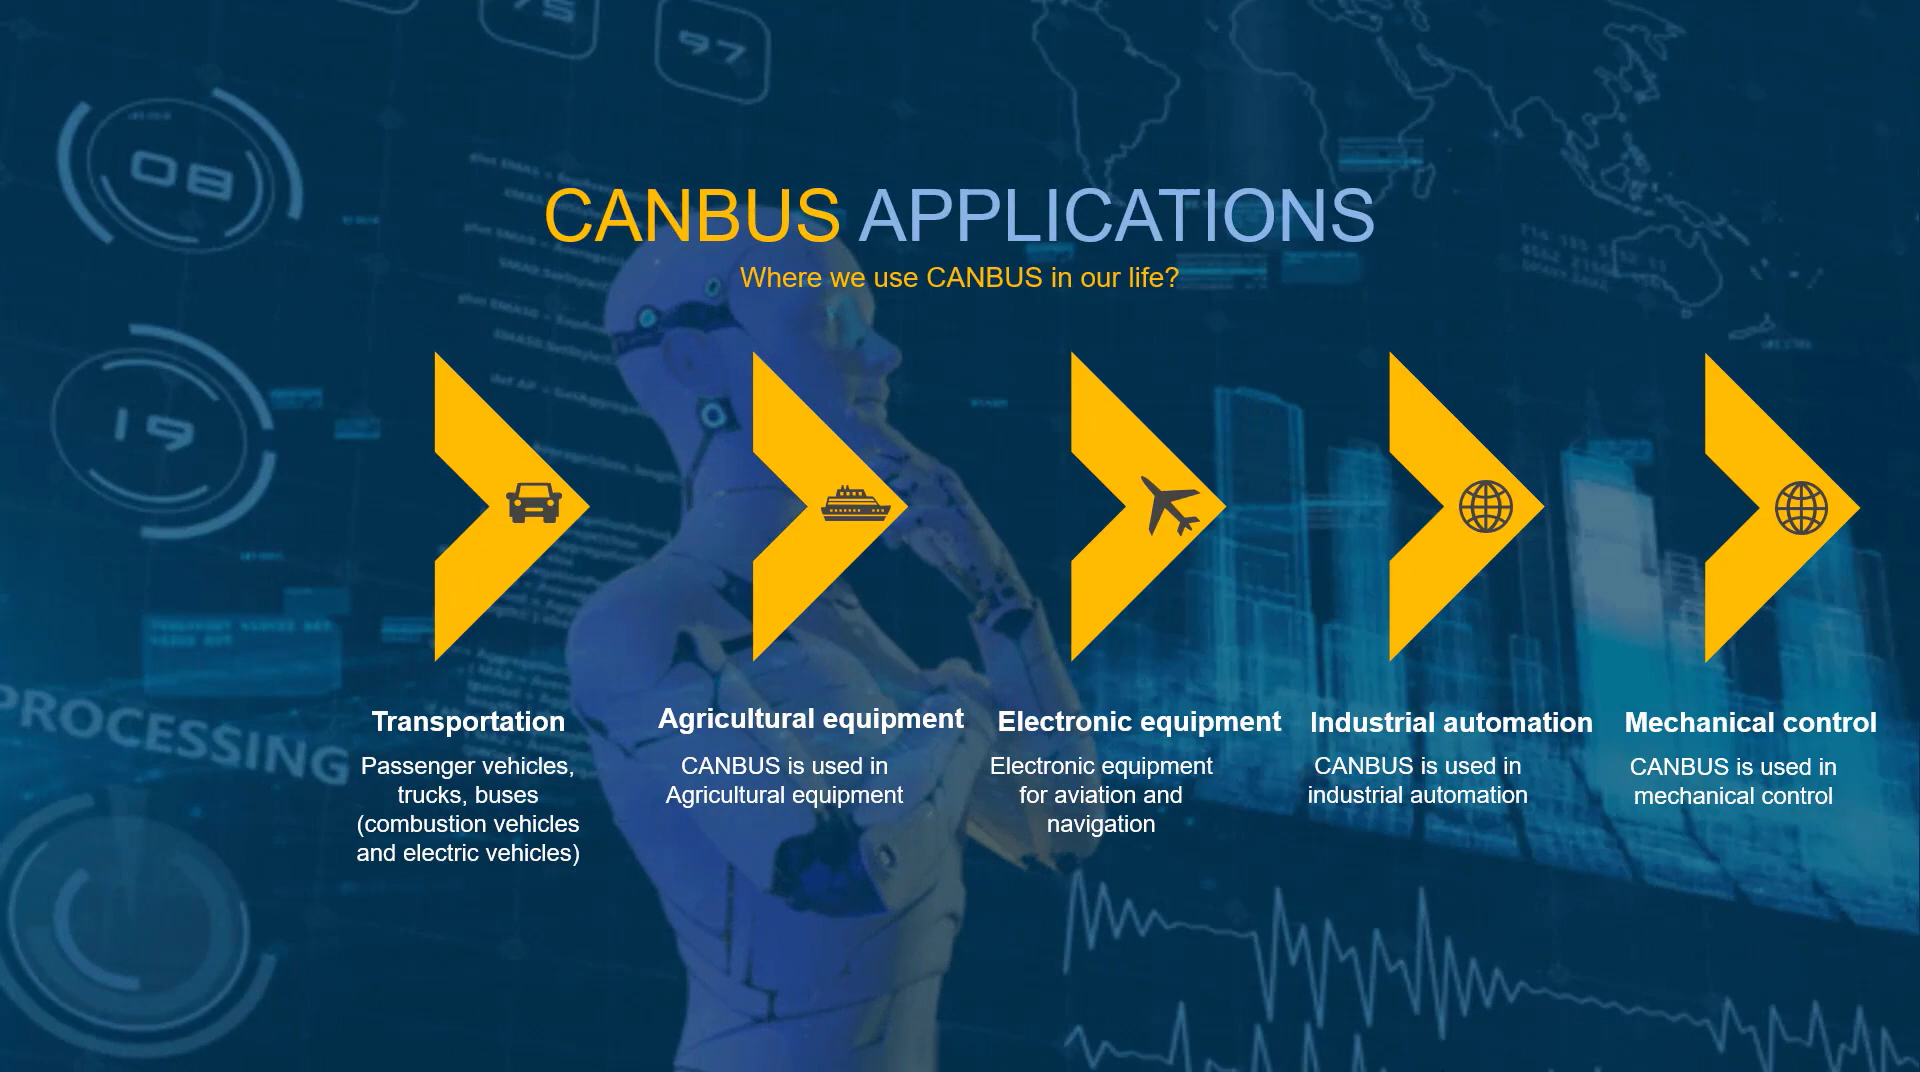 75
97
08
CANBUS APPLICATIONS
Where we use CANBUS in our life?
19
PROCESSING
Transportation
Passenger vehicles,
trucks, buses
(combustion vehicles
and electric vehicles)
Agricultural equipment
CANBUS is used in
Agricultural equipment
Electronic equipment
Electronic equipment
for aviation and
navigation
Industrial automation
CANBUS is used in
industrial automation
Mechanical control
CANBUS is used in
mechanical control